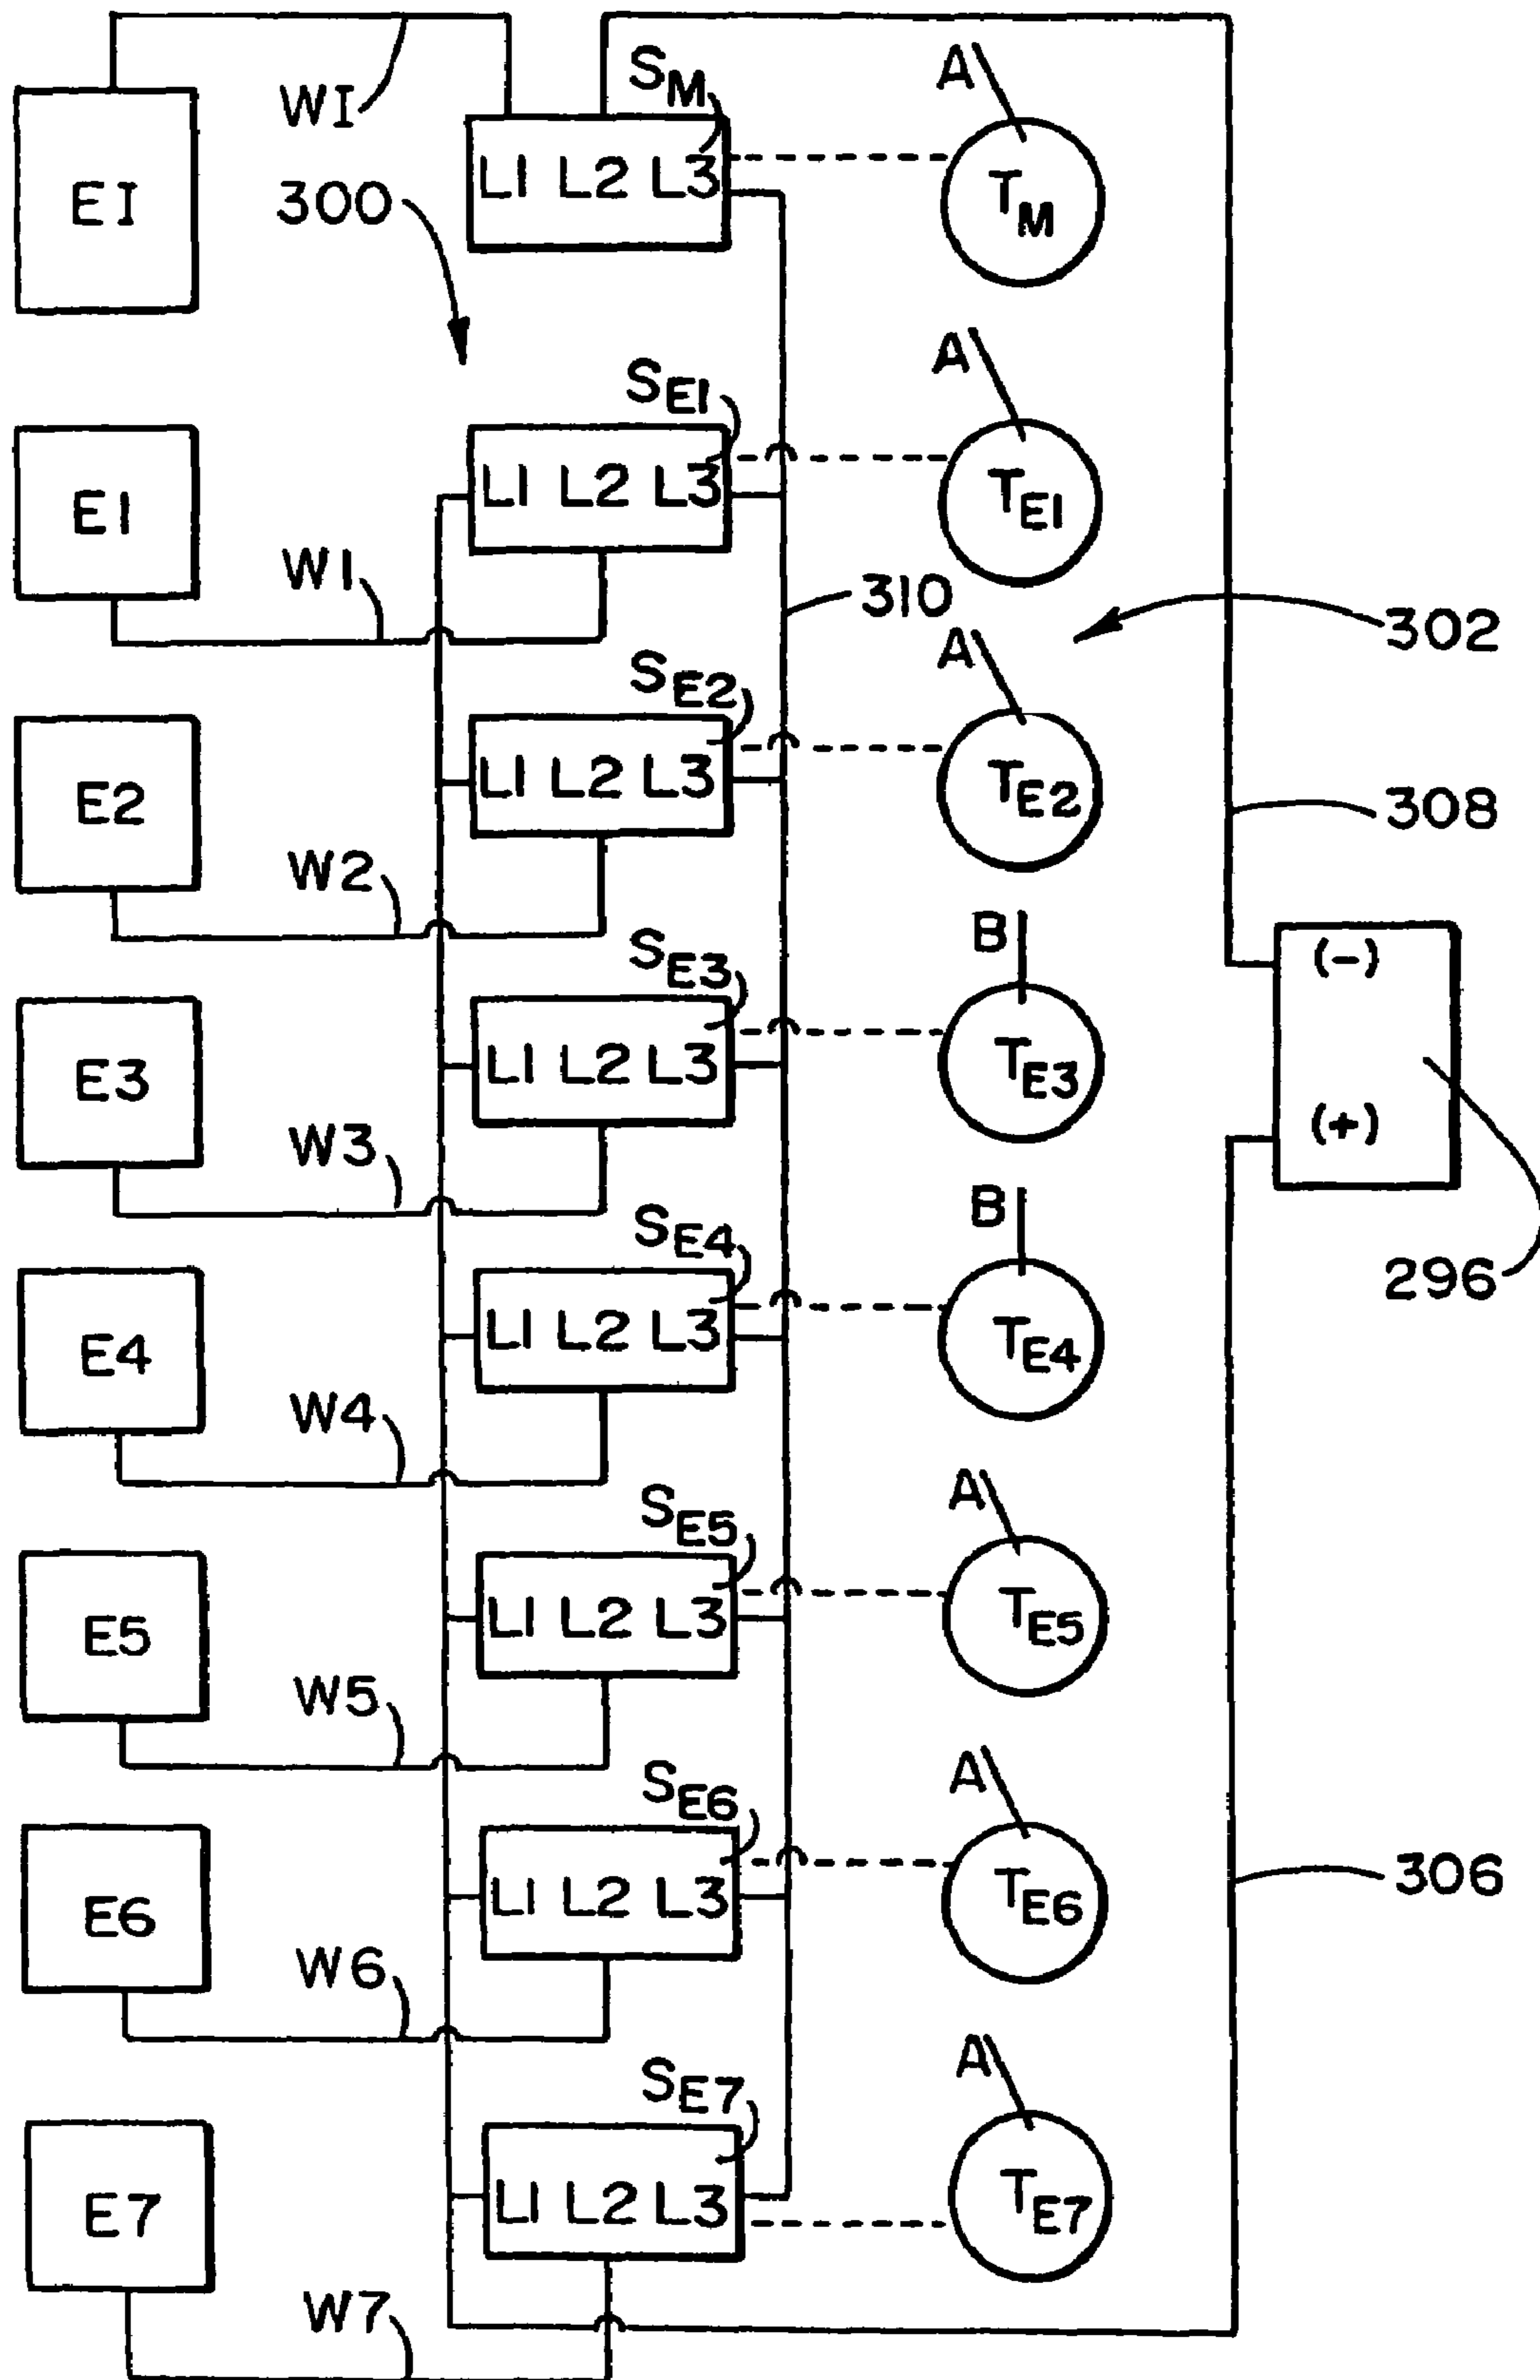 WI
SM
A
EI
300
L1 L2 L3
TM
SE1
A
E1
L1 L2 L3
TE1
W1
310
302
SE2
A
E2
L1 L2 L3
TE2
308
W2
SE3
B
(-)
E3
L1 L2 L3
TE3
(+)
W3
SE4
B
296
E4
L1 L2 L3
TE4
W4
SE5
A
E5
L1 L2 L3
TE5
W5
SE6
A
E6
L1 L2 L3
TE6
306
W6
SE7
A
E7
L1 L2 L3
TE7
W7